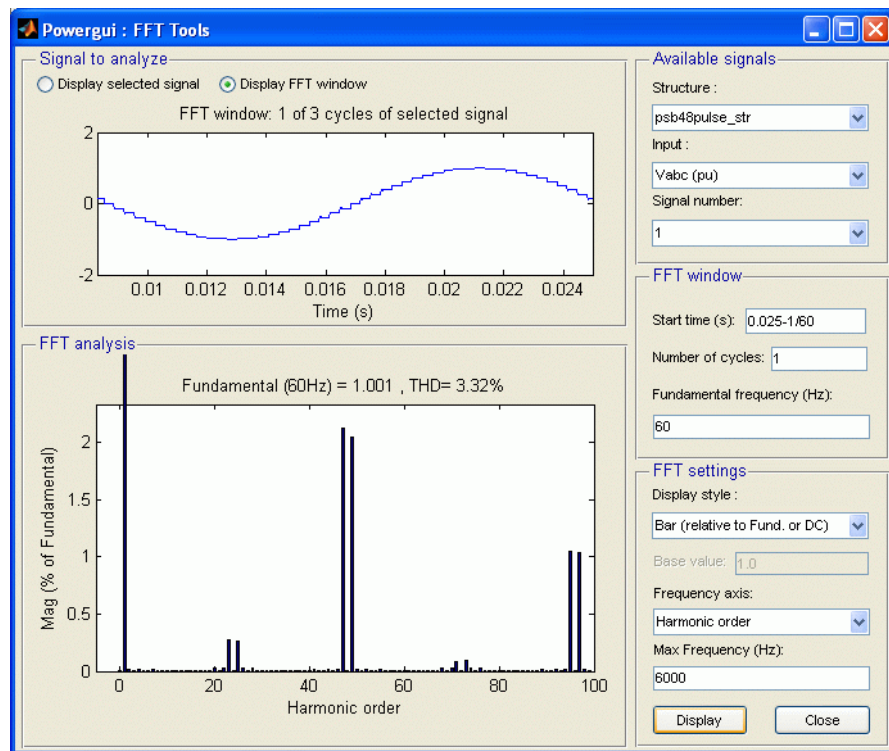 Powergui : FFT Tools
Signal to analyze
Display selected signal
Display FFT window
FFT window: 1 of 3 cycles of selected signal
2
0
-2
0.01 0.012 0.014 0.016 0.018 0.02 0.022 0.024
Time (s)
FFT analysis
Fundamental (60Hz) = 1.001 , THD= 3.32%
Mag (% of Fundamental)
2
1.5
1
0.5
0
0 20 40 60 80 100
Harmonic order
Available signals
Structure :
psb48pulse_str
Input :
Vabc (pu)
Signal number:
1
FFT window
Start time (s): 0.025-1/60
Number of cycles: 1
Fundamental frequency (Hz):
60
FFT settings
Display style :
Bar (relative to Fund. or DC)
Base value: 1.0
Frequency axis:
Harmonic order
Max Frequency (Hz):
6000
Display Close